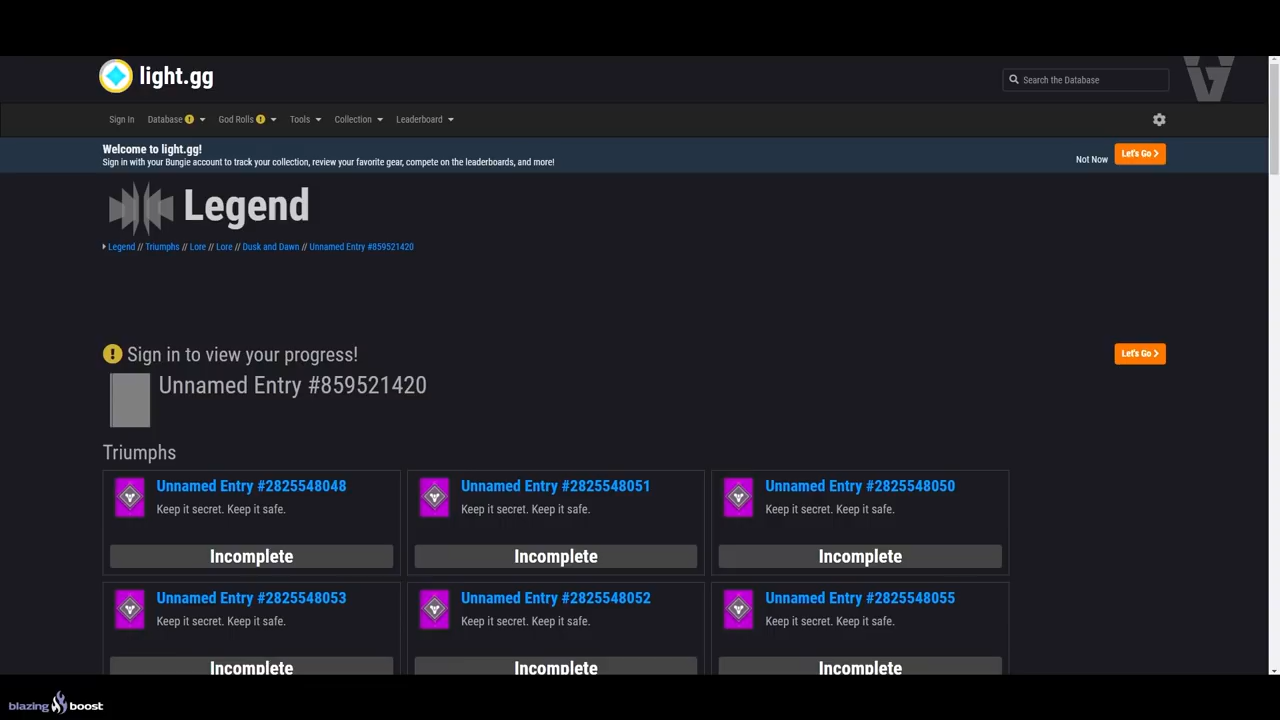 light.gg
Search the Database
Sign In Database God Rolls Tools Collection Leaderboard
Welcome to light.gg!
Sign in with your Bungie account to track your collection, review your favorite gear, compete on the leaderboards, and more!
Not Now Let's Go
Legend
Legend // Triumphs // Lore // Lore // Dusk and Dawn // Unnamed Entry #859521420
Sign in to view your progress!
Let's Go
Unnamed Entry #859521420
Triumphs
Unnamed Entry #2825548048
Keep it secret. Keep it safe.
Incomplete
Unnamed Entry #2825548051
Keep it secret. Keep it safe.
Incomplete
Unnamed Entry #2825548050
Keep it secret. Keep it safe.
Incomplete
Unnamed Entry #2825548053
Keep it secret. Keep it safe.
Incomplete
Unnamed Entry #2825548052
Keep it secret. Keep it safe.
Incomplete
Unnamed Entry #2825548055
Keep it secret. Keep it safe.
Incomplete
blazing boost